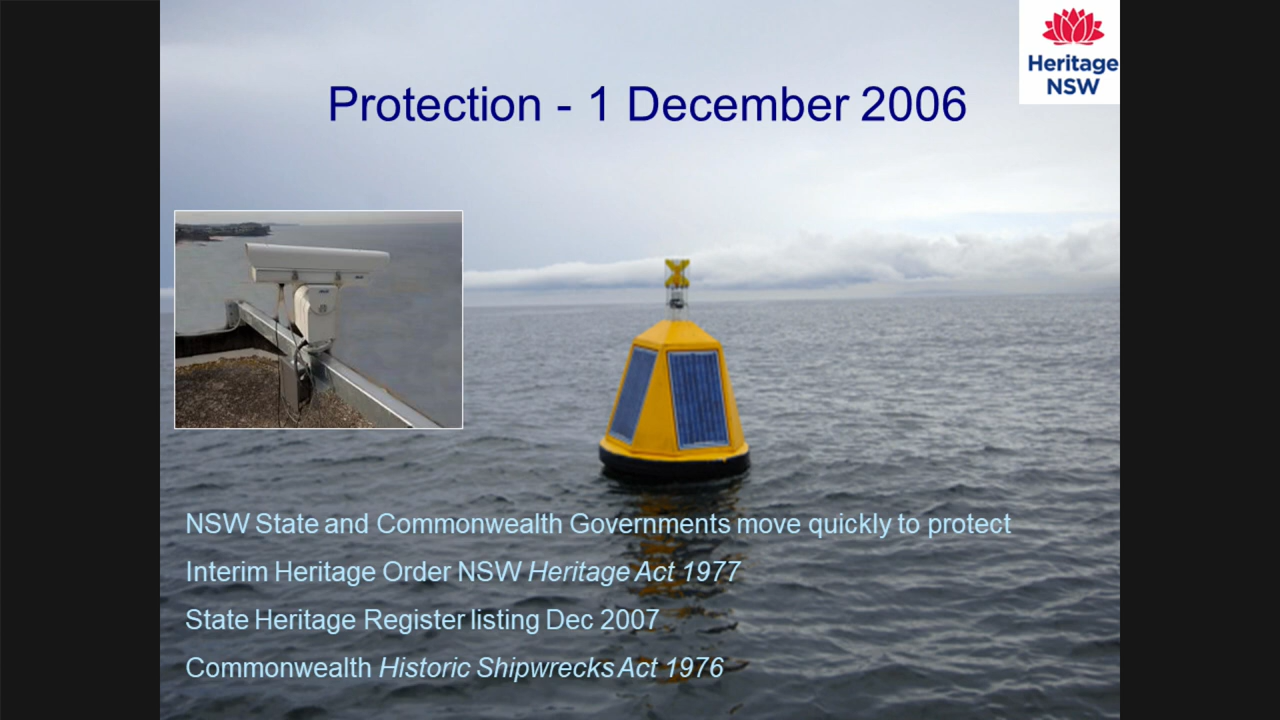 Heritage
NSW
Protection - 1 December 2006
NSW State and Commonwealth Governments move quickly to protect
Interim Heritage Order NSW Heritage Act 1977
State Heritage Register listing Dec 2007
Commonwealth Historic Shipwrecks Act 1976